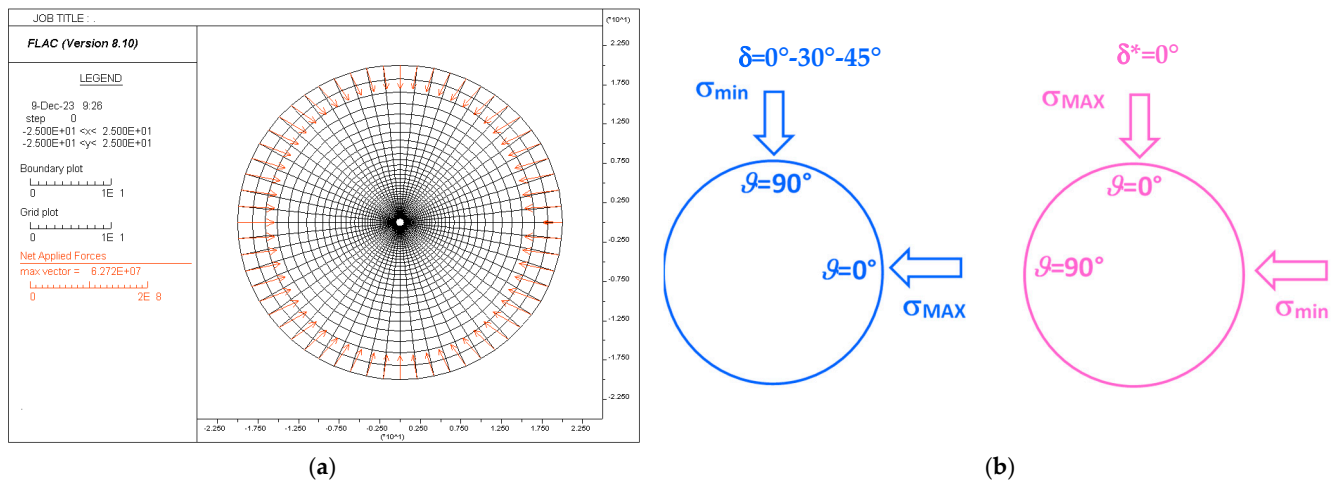 JOB TITLE : .
FLAC (Version 8.10)
LEGEND
9-Dec-23 9:26
step 0
-2.500E+01 <x< 2.500E+01
-2.500E+01 <y< 2.500E+01
Boundary plot
0 1E 1
Grid plot
0 1E 1
Net Applied Forces
max vector = 6.272E+07
0 2E 8
(*10^1)
2.250
1.750
1.250
0.750
0.250
-0.250
-0.750
-1.250
-1.750
-2.250
-2.250 -1.750 -1.250 -0.750 -0.250 0.250 0.750 1.250 1.750 2.250
(*10^1)
(a)
δ=0°-30°-45°
σmin
ϑ=90°
ϑ=0°
σMAX
δ*=0°
σMAX
ϑ=0°
ϑ=90°
σmin
(b)